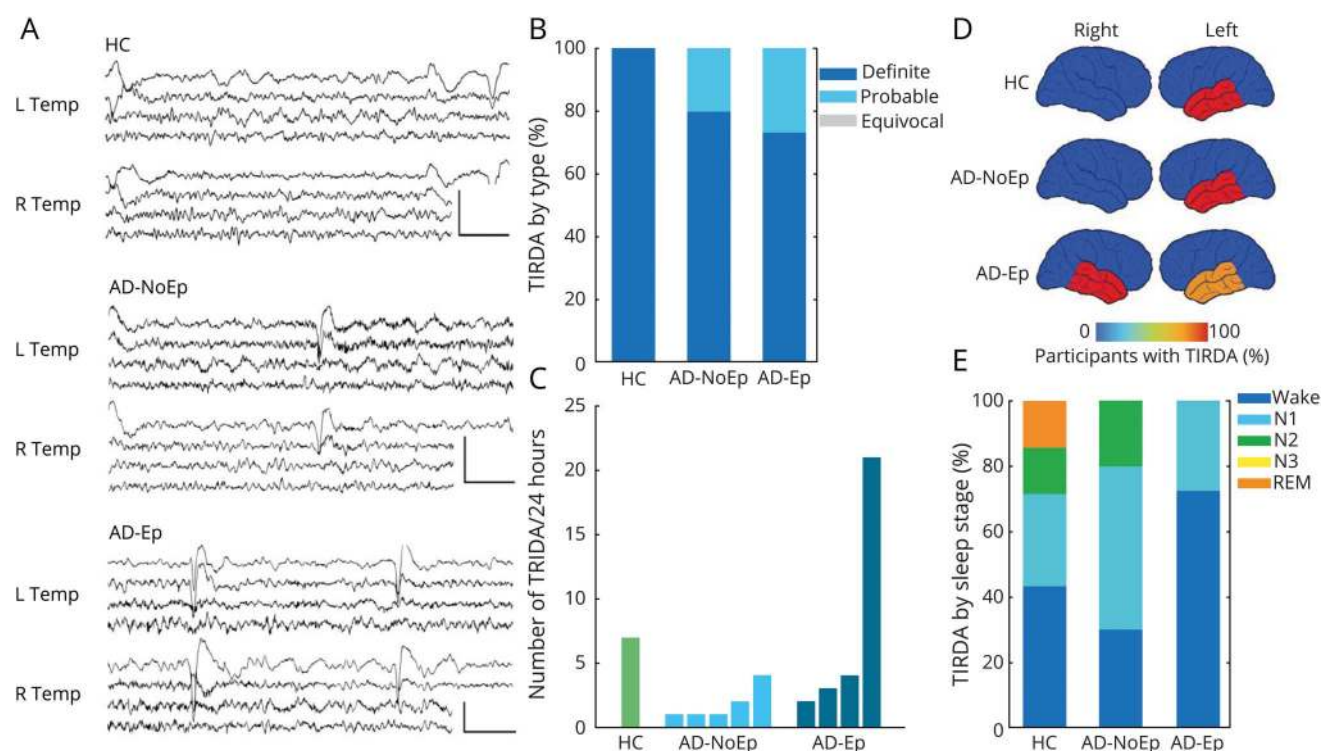 A
HC
L Temp
R Temp
AD-NoEp
L Temp
R Temp
AD-Ep
L Temp
R Temp
B
TIRDA by type (%)
100
80
60
40
20
0
HC AD-NoEp AD-Ep
Definite
Probable
Equivocal
C
Number of TRIDA/24 hours
25
20
15
10
5
0
HC AD-NoEp AD-Ep
D
Right Left
HC
AD-NoEp
AD-Ep
0 100
Participants with TIRDA (%)
E
TIRDA by sleep stage (%)
100
80
60
40
20
0
HC AD-NoEp AD-Ep
Wake
N1
N2
N3
REM